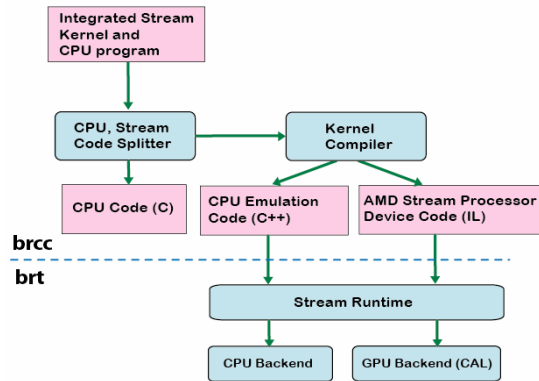 Integrated Stream
Kernel and
CPU program
CPU, Stream
Code Splitter
Kernel
Compiler
CPU Code (C)
CPU Emulation
Code (C++)
AMD Stream Processor
Device Code (IL)
brcc
brt
Stream Runtime
CPU Backend
GPU Backend (CAL)